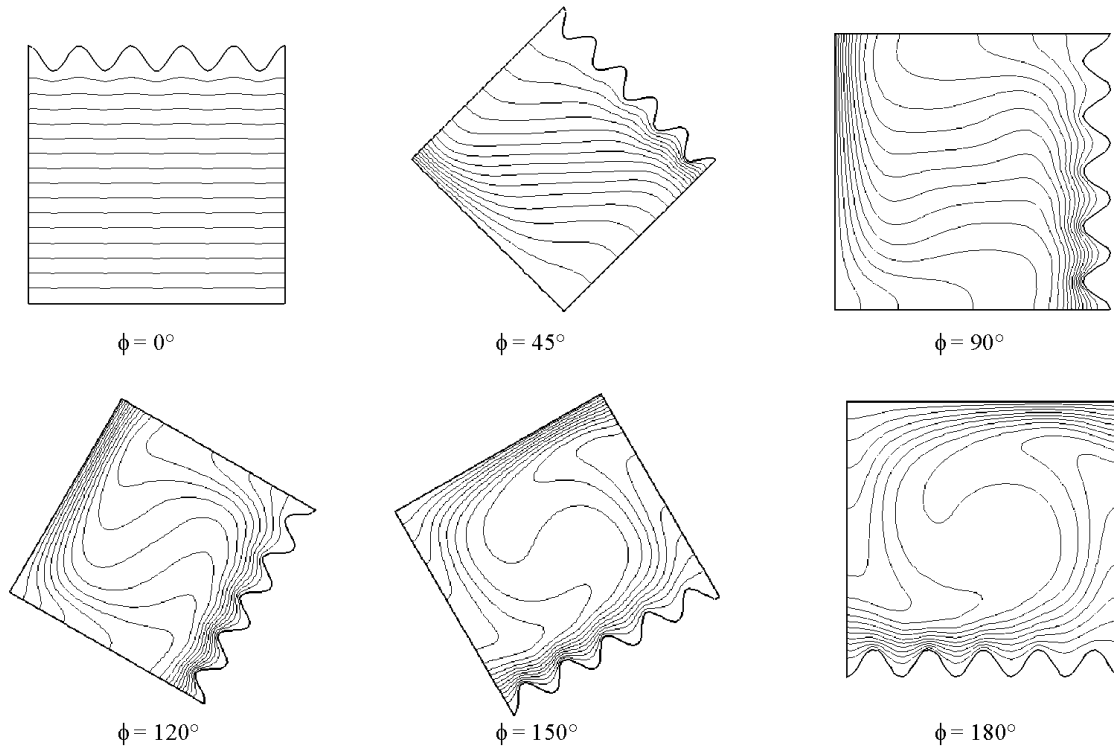 ϕ = 0°
ϕ = 45°
ϕ = 90°
ϕ = 120°
ϕ = 150°
ϕ = 180°